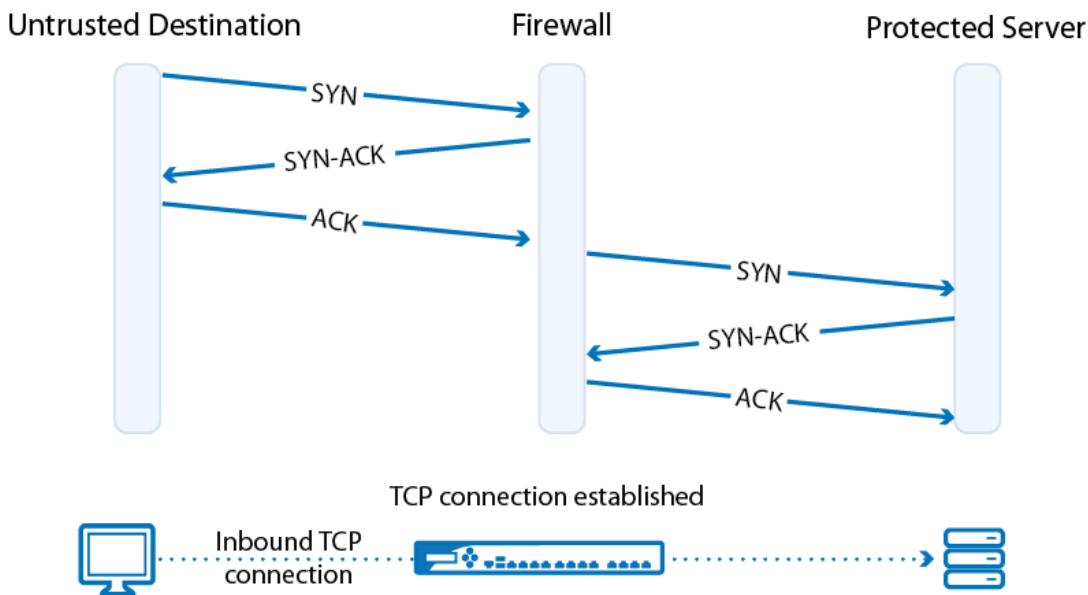 Untrusted Destination
Firewall
Protected Server
SYN
SYN-ACK
ACK
SYN
SYN-ACK
ACK
TCP connection established
Inbound TCP
connection